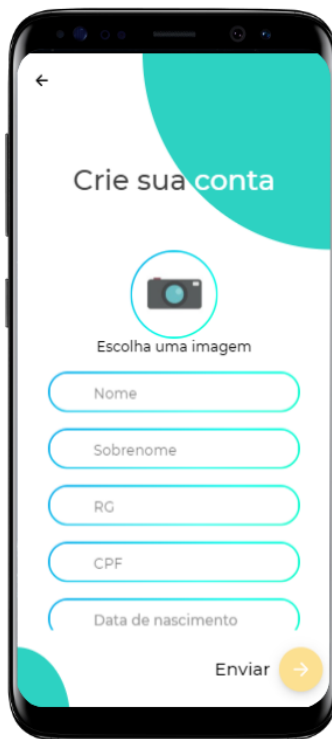 Crie sua conta
Escolha uma imagem
Nome
Sobrenome
RG
CPF
Data de nascimento
Enviar